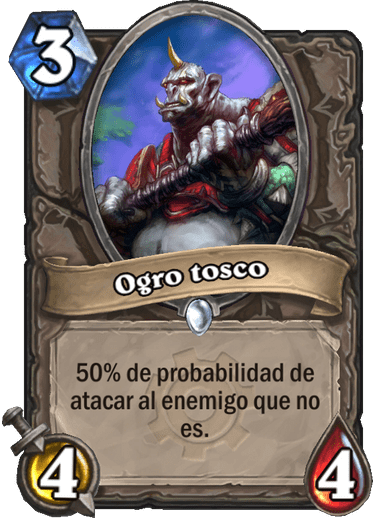 3
Ogro tosco
50% de probabilidad de
atacar al enemigo que no
es.
4
4